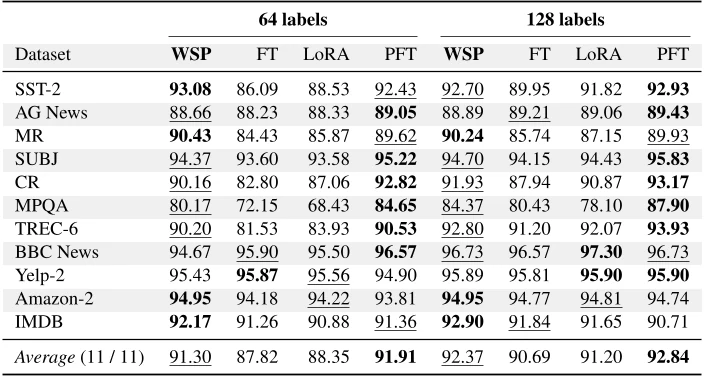 64 labels 128 labels
Dataset WSP FT LoRA PFT WSP FT LoRA PFT
SST-2 93.08 86.09 88.53 92.43 92.70 89.95 91.82 92.93
AG News 88.66 88.23 88.33 89.05 88.89 89.21 89.06 89.43
MR 90.43 84.43 85.87 89.62 90.24 85.74 87.15 89.93
SUBJ 94.37 93.60 93.58 95.22 94.70 94.15 94.43 95.83
CR 90.16 82.80 87.06 92.82 91.93 87.94 90.87 93.17
MPQA 80.17 72.15 68.43 84.65 84.37 80.43 78.10 87.90
TREC-6 90.20 81.53 83.93 90.53 92.80 91.20 92.07 93.93
BBC News 94.67 95.90 95.50 96.57 96.73 96.57 97.30 96.73
Yelp-2 95.43 95.87 95.56 94.90 95.89 95.81 95.90 95.90
Amazon-2 94.95 94.18 94.22 93.81 94.95 94.77 94.81 94.74
IMDB 92.17 91.26 90.88 91.36 92.90 91.84 91.65 90.71
Average (11 / 11) 91.30 87.82 88.35 91.91 92.37 90.69 91.20 92.84